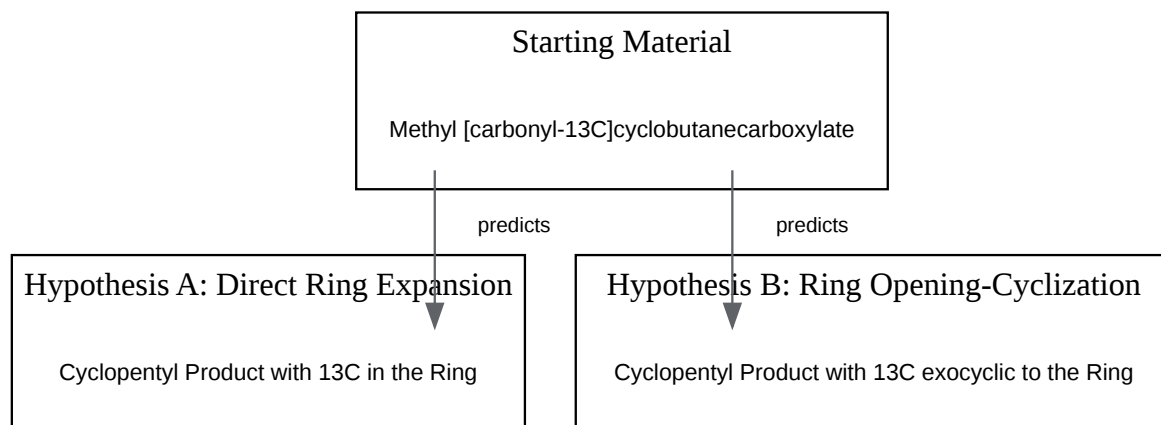 Starting Material
Methyl [carbonyl-13C]cyclobutanecarboxylate
predicts
predicts
Hypothesis A: Direct Ring Expansion
Cyclopentyl Product with 13C in the Ring
Hypothesis B: Ring Opening-Cyclization
Cyclopentyl Product with 13C exocyclic to the Ring